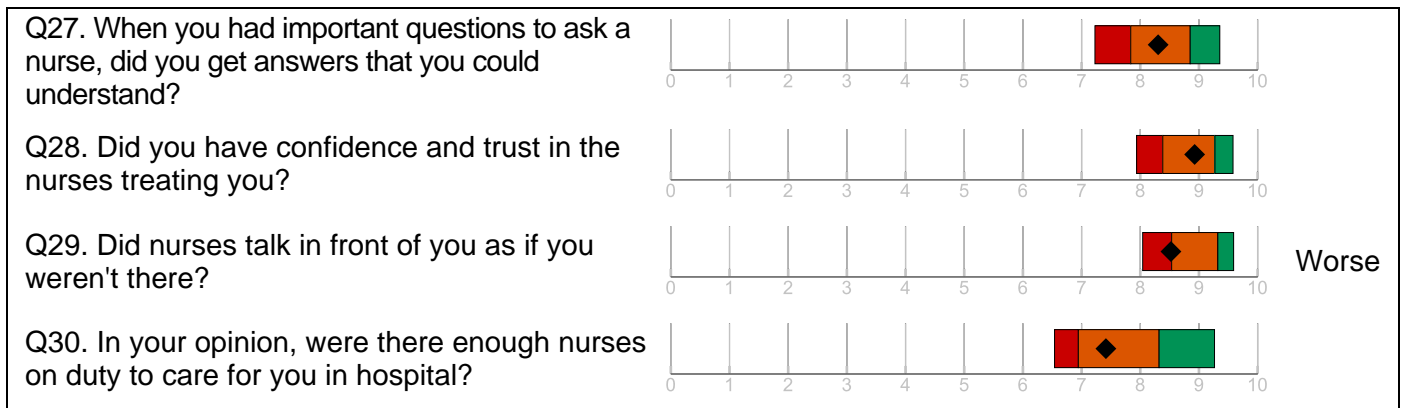 Q27. When you had important questions to ask a
nurse, did you get answers that you could
understand?
0 1 2 3 4 5 6 7 8 9 10
Q28. Did you have confidence and trust in the
nurses treating you?
0 1 2 3 4 5 6 7 8 9 10
Q29. Did nurses talk in front of you as if you
weren't there?
Worse
0 1 2 3 4 5 6 7 8 9 10
Q30. In your opinion, were there enough nurses
on duty to care for you in hospital?
0 1 2 3 4 5 6 7 8 9 10